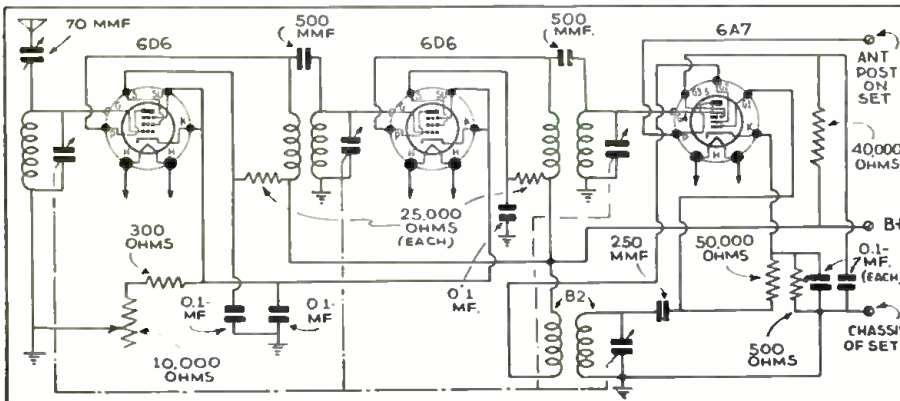 70 MMF
6D6
500
MMF
6D6
500
MMF.
6A7
ANT
POST
ON
SET
40,000
OHMS
25,000
OHMS
(EACH)
B+
300
OHMS
0.1
MF.
250
MMF
50,000
OHMS
0.1-
MF.
(EACH)
0.1-
MF
0.1-
MF
B2
10,000
OHMS
500
OHMS
CHASSIS
OF SET
H
H
K
H
H
K
H
H
K